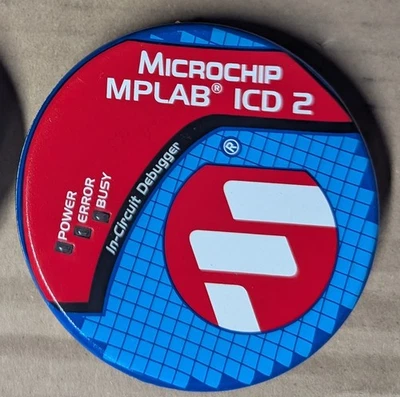 MICROCHIP
MPLAB® ICD 2
®
POWER
ERROR
BUSY
In-Circuit Debugger